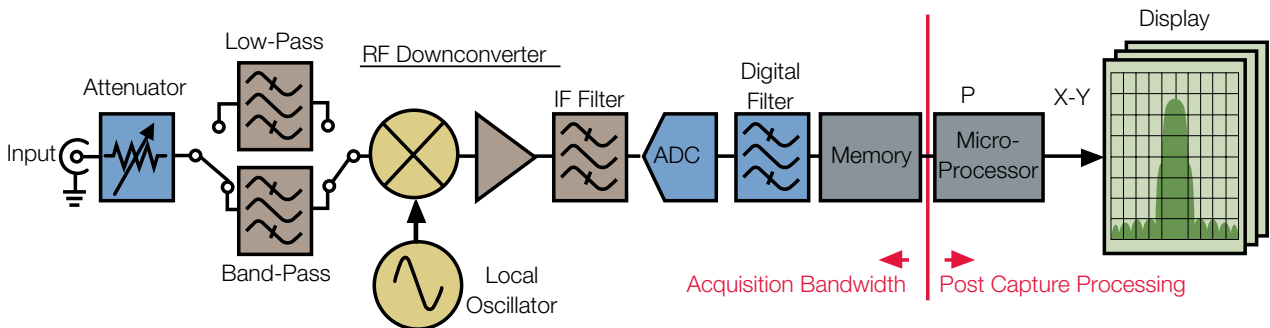 Display
Low-Pass
RF Downconverter
Attenuator
Digital
Filter
IF Filter
P
X-Y
Input
ADC
Memory
Micro-
Processor
Band-Pass
Local
Oscillator
Acquisition Bandwidth
Post Capture Processing